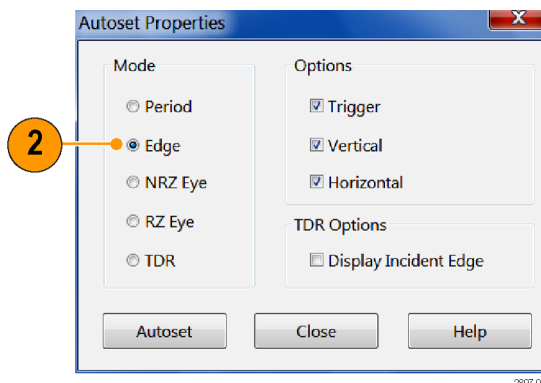 Autoset Properties
X
Mode
Period
Edge
NRZ Eye
RZ Eye
TDR
2
Options
Trigger
Vertical
Horizontal
TDR Options
Display Incident Edge
Autoset
Close
Help